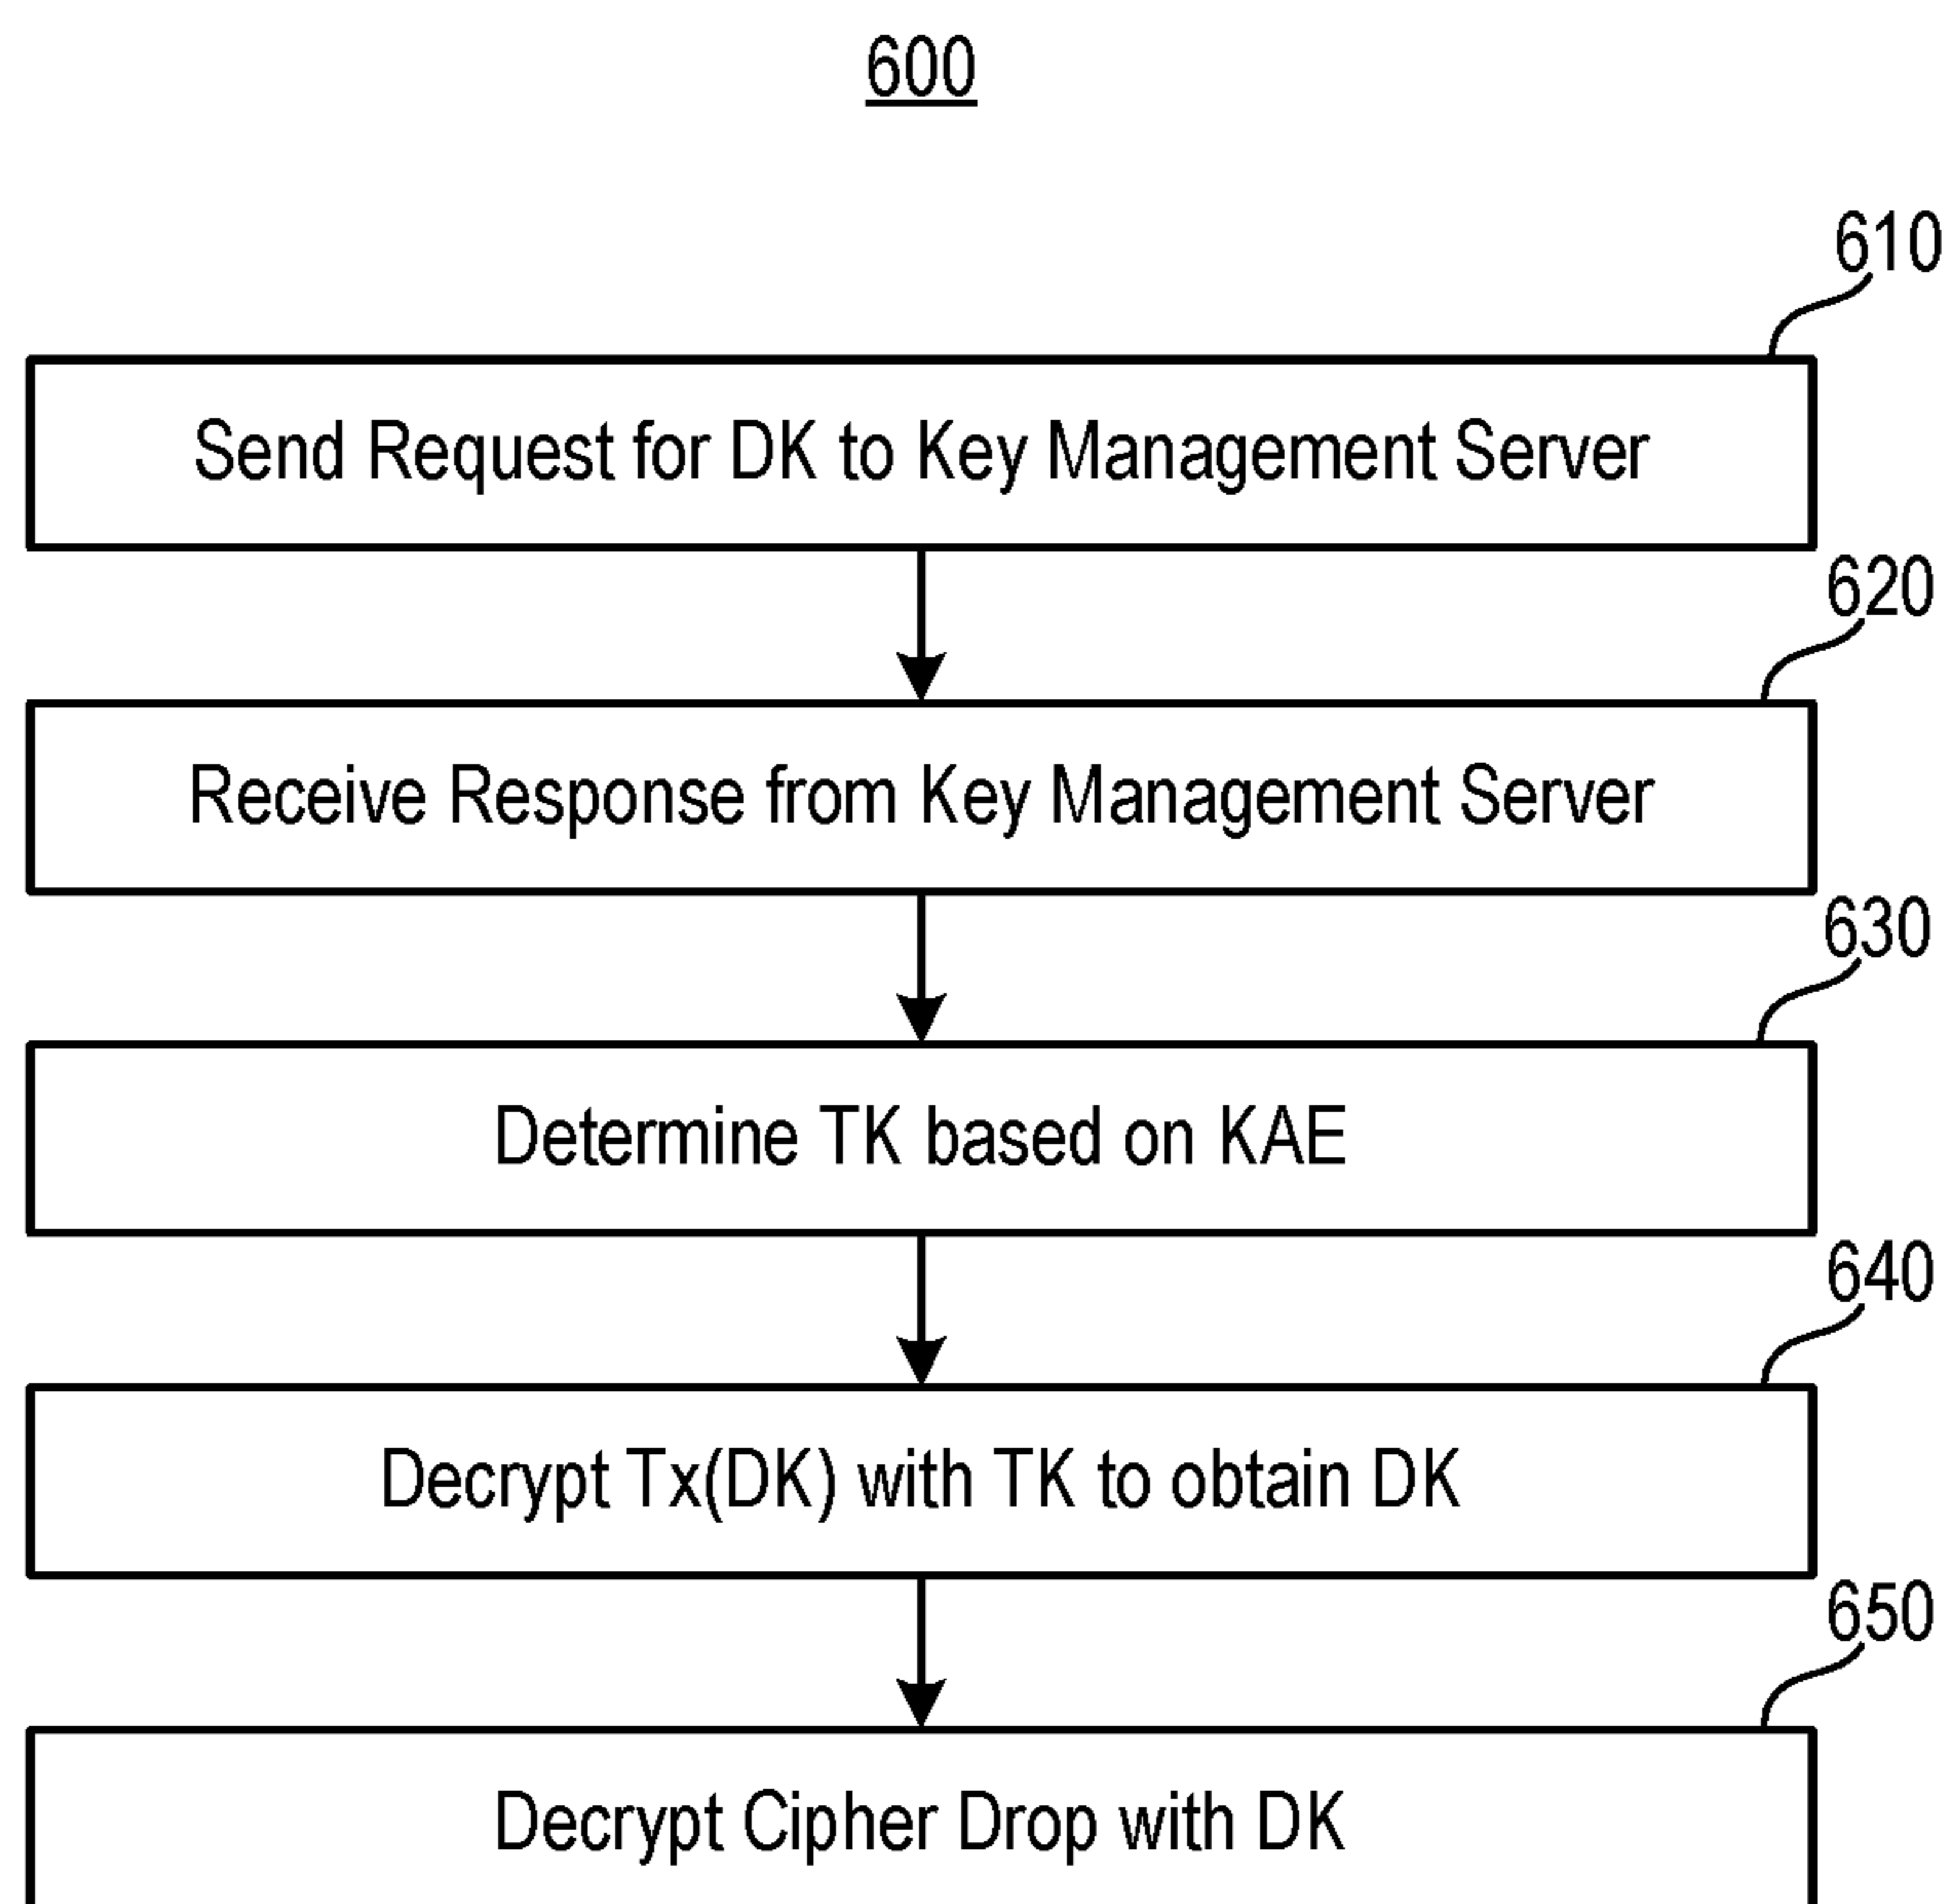 600
610
Send Request for DK to Key Management Server
620
Receive Response from Key Management Server
630
Determine TK based on KAE
640
Decrypt Tx(DK) with TK to obtain DK
650
Decrypt Cipher Drop with DK